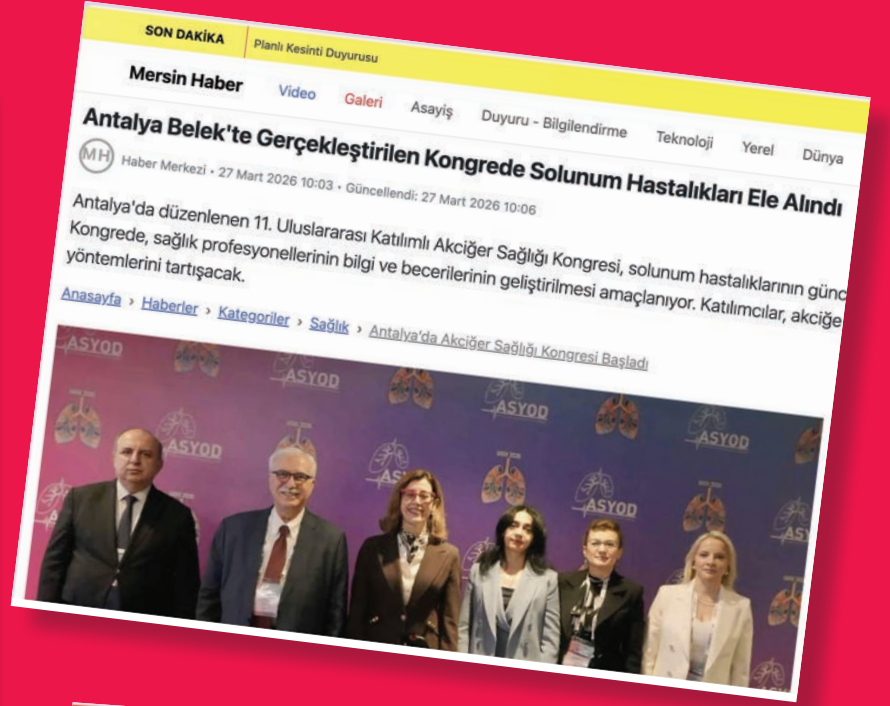 SON DAKİKA
Planlı Kesinti Duyurusu
Mersin Haber
Video
Galeri
Asayiş
Duyuru - Bilgilendirme
Teknoloji
Yerel
Dünya
Antalya Belek'te Gerçekleştirilen Kongrede Solunum Hastalıkları Ele Alındı
MH
Haber Merkezi • 27 Mart 2026 10:03 • Güncellendi: 27 Mart 2026 10:06
Antalya'da düzenlenen 11. Uluslararası Katılımlı Akciğer Sağlığı Kongresi, solunum hastalıklarının günc
Kongrede, sağlık profesyonellerinin bilgi ve becerilerinin geliştirilmesi amaçlanıyor. Katılımcılar, akciğe
yöntemlerini tartışacak.
Anasayfa › Haberler › Kategoriler › Sağlık › Antalya'da Akciğer Sağlığı Kongresi Başladı
ASYOD
ASYOD
ASYOD
ASYOD
ASYOD
AS
ASYOD
ASY